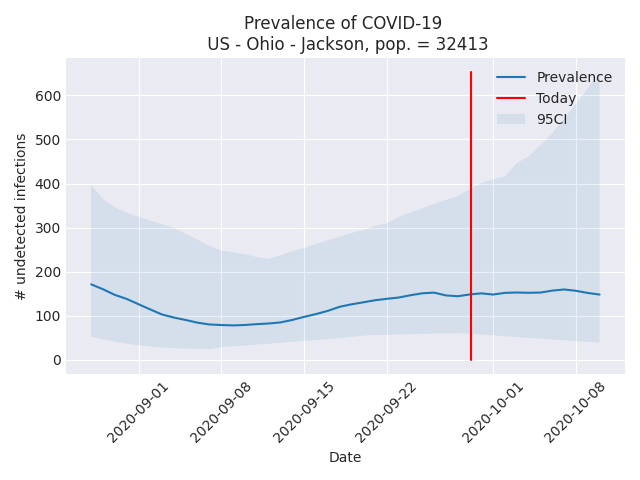 Prevalence of COVID-19
US - Ohio - Jackson, pop. = 32413
Prevalence
Today
95CI
# undetected infections
600
500
400
300
200
100
0
2020-09-01
2020-09-08
2020-09-15
2020-09-22
2020-10-01
2020-10-08
Date